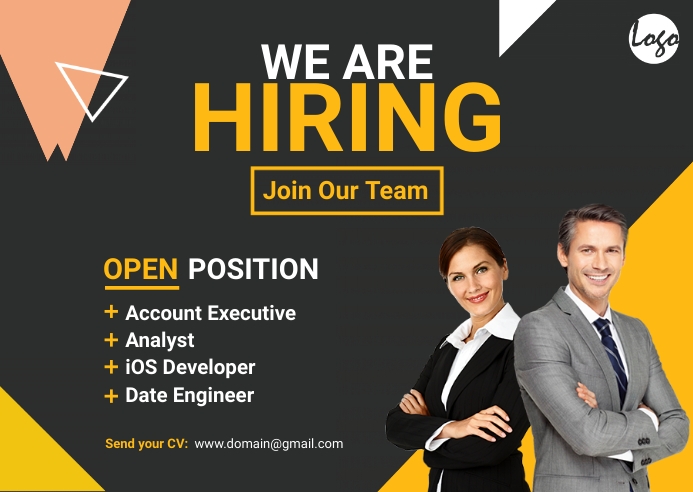 Logo
WE ARE
HIRING
Join Our Team
OPEN POSITION
+ Account Executive
+ Analyst
+ iOS Developer
+ Date Engineer
Send your CV: www.domain@gmail.com